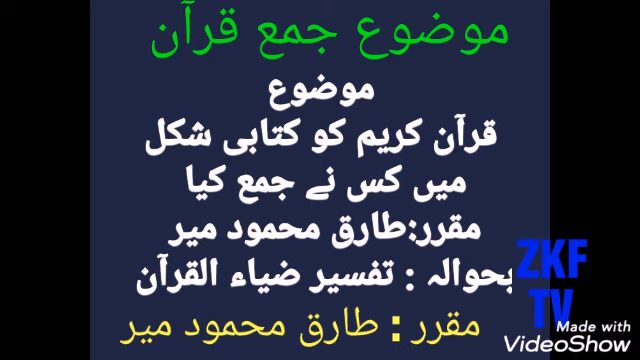 موضوع جمع قرآن
موضوع
قرآن کریم کو کتابی شکل
میں کس نے جمع کیا
مقرر:طارق محمود میر
بحوالہ : تفسیر ضیاء القرآن
مقرر : طارق محمود میر
ZKF
TV
Made with
VideoShow